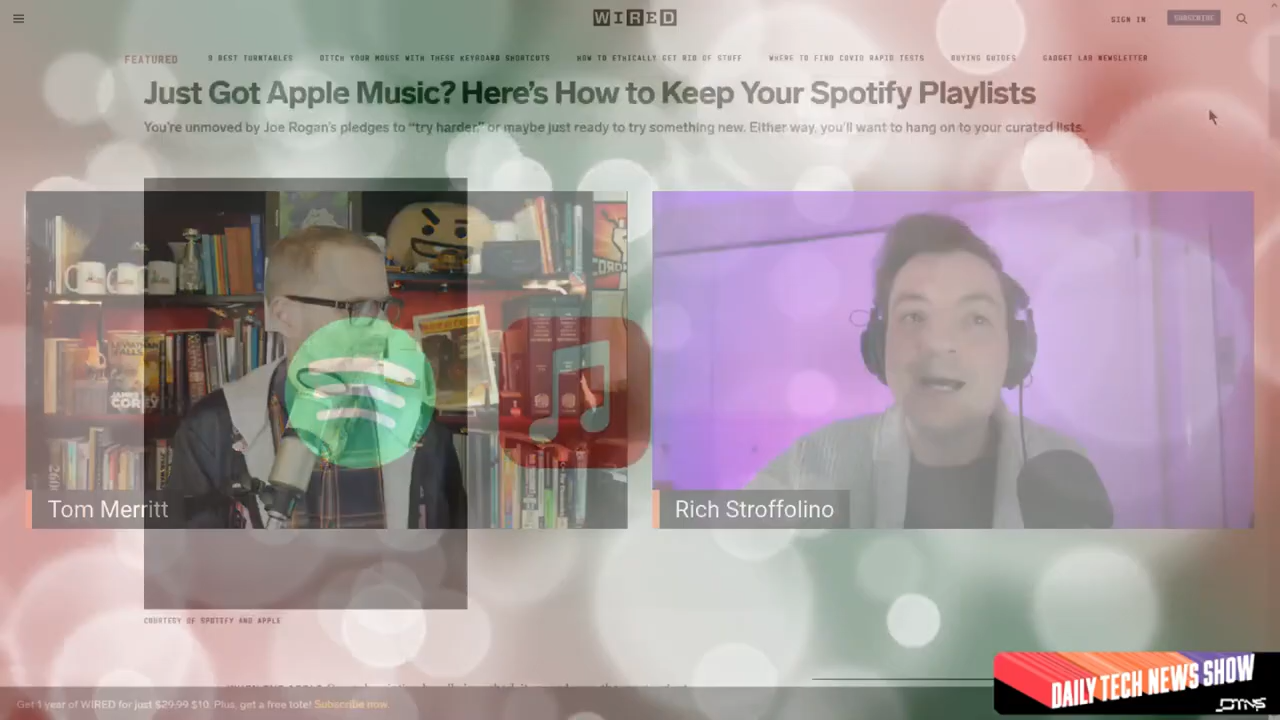 WIRED
SIGN IN
SUBSCRIBE
FEATURED
9 BEST TURNTABLES
DITCH YOUR MOUSE WITH THESE KEYBOARD SHORTCUTS
HOW TO ETHICALLY GET RID OF STUFF
WHERE TO FIND COVID RAPID TESTS
BUYING GUIDES
GADGET LAB NEWSLETTER
Just Got Apple Music? Here's How to Keep Your Spotify Playlists
You're unmoved by Joe Rogan's pledges to "try harder," or maybe just ready to try something new. Either way, you'll want to hang on to your curated lists.
LEVIATHAN
FALLS
JAMES
COREY
Tom Merritt
Rich Stroffolino
COURTESY OF SPOTIFY AND APPLE
DAILY TECH NEWS SHOW
DTNS
Get 1 year of WIRED for just $29.99 $10. Plus, get a free tote! Subscribe now.